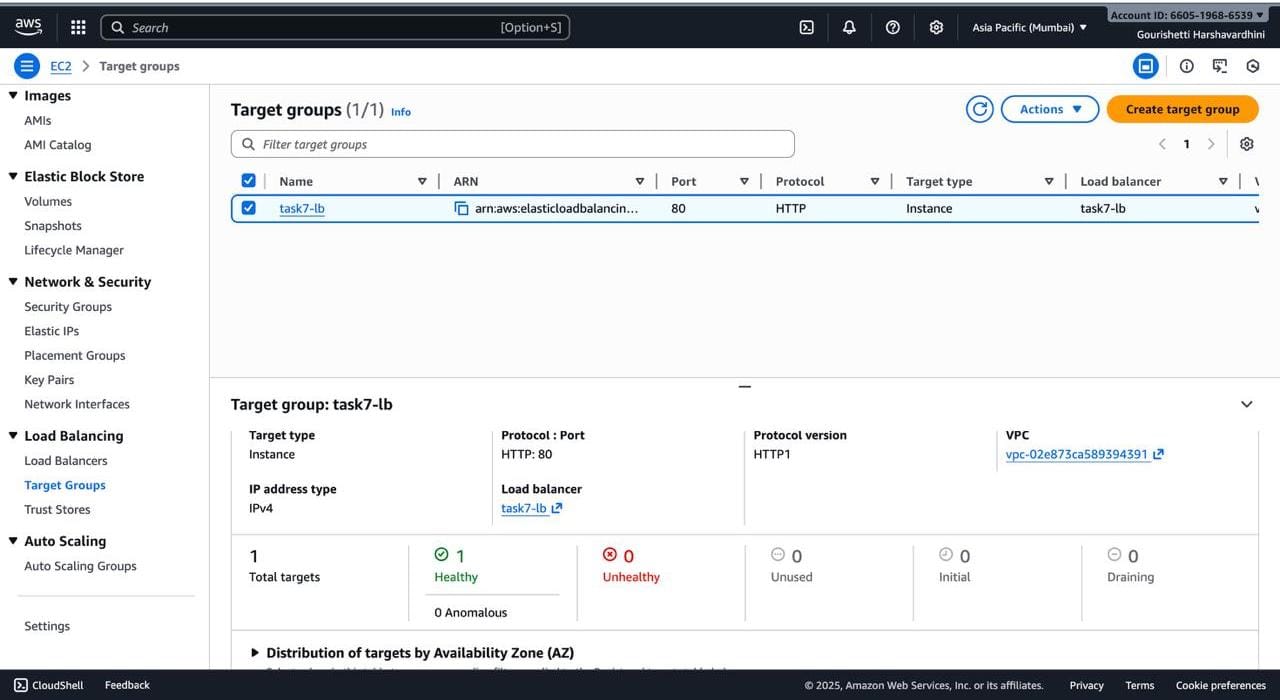 aws
Search [Option+S]
Asia Pacific (Mumbai)
Account ID: 6605-1968-6539
Gourishetti Harshavardhini
EC2 > Target groups
Images
AMIs
AMI Catalog
Elastic Block Store
Volumes
Snapshots
Lifecycle Manager
Network & Security
Security Groups
Elastic IPs
Placement Groups
Key Pairs
Network Interfaces
Load Balancing
Load Balancers
Target Groups
Trust Stores
Auto Scaling
Auto Scaling Groups
Settings
Target groups (1/1) Info
Actions
Create target group
Filter target groups
1
Name ARN Port Protocol Target type Load balancer
task7-lb arn:aws:elasticloadbalancin... 80 HTTP Instance task7-lb
Target group: task7-lb
Target type Protocol : Port Protocol version VPC
Instance HTTP: 80 HTTP1 vpc-02e873ca589394391
IP address type Load balancer
IPv4 task7-lb
1 1 0 0 0 0
Total targets Healthy Unhealthy Unused Initial Draining
0 Anomalous
Distribution of targets by Availability Zone (AZ)
CloudShell Feedback © 2025, Amazon Web Services, Inc. or its affiliates. Privacy Terms Cookie preferences